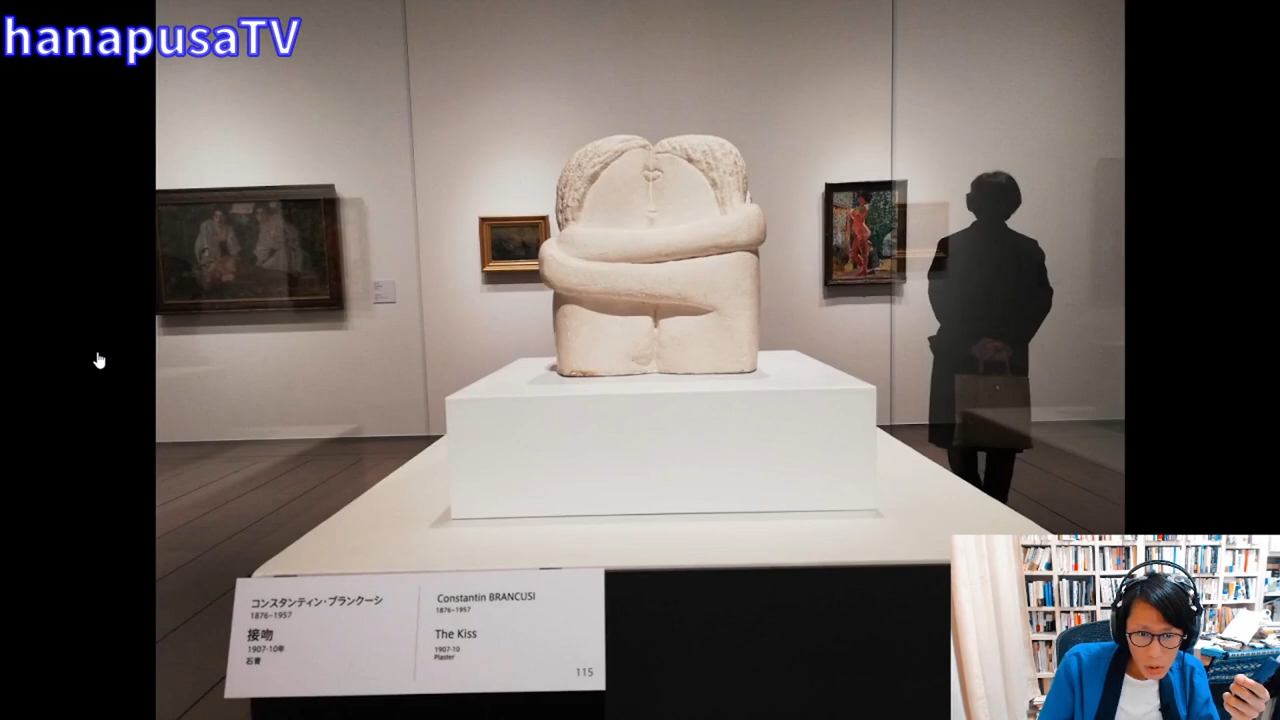 hanapusaTV
コンスタンティン・ブランクーシ
1876–1957
接吻
1907-10年
石膏
Constantin BRANCUSI
1876–1957
The Kiss
1907-10
Plaster
115